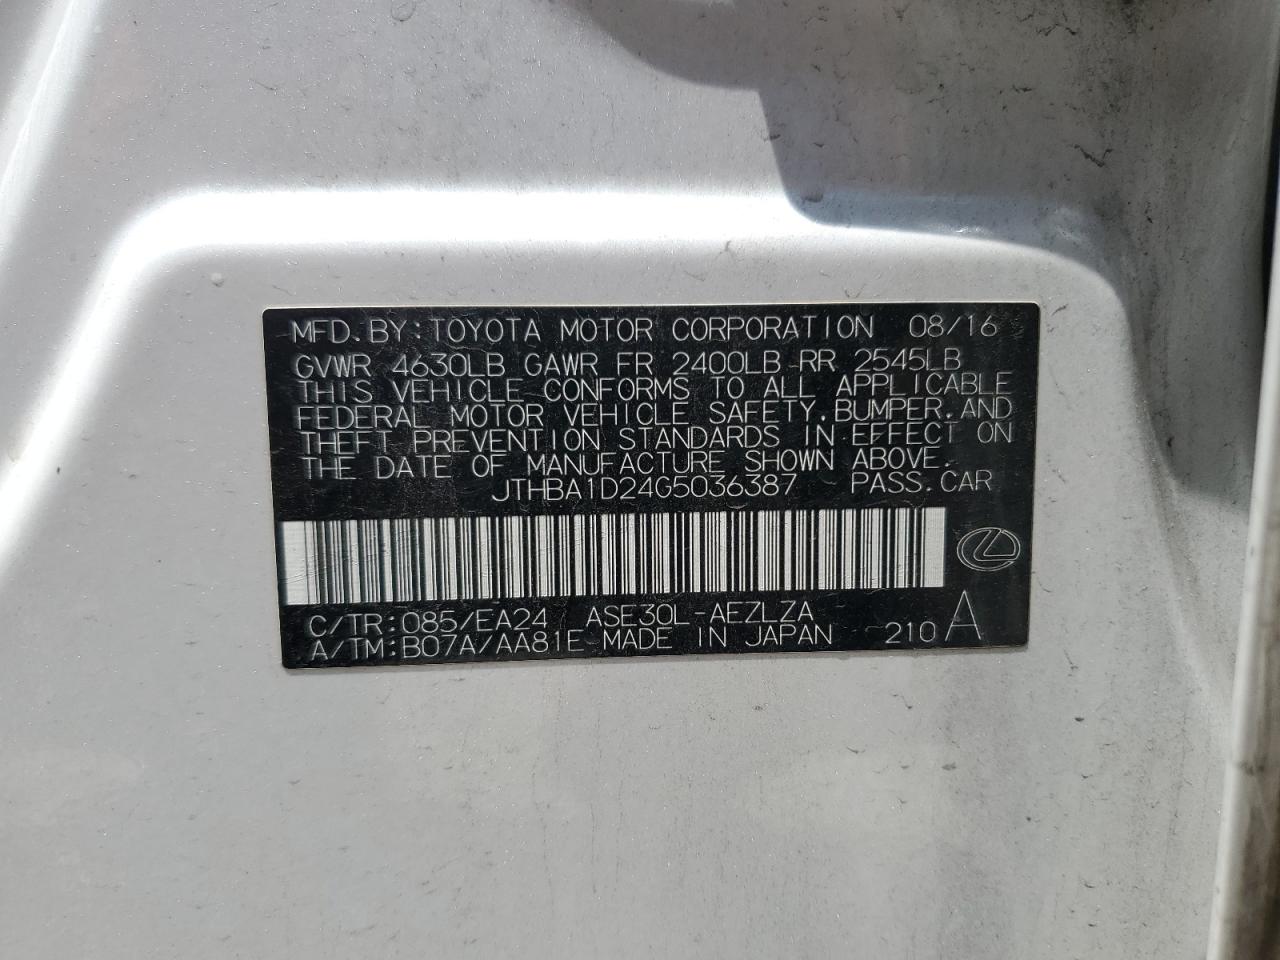 MFD.BY:TOYOTA MOTOR CORPORATION 08/16
GVWR 4630LB GAWR FR 2400LB RR 2545LB
THIS VEHICLE CONFORMS TO ALL APPLICABLE
FEDERAL MOTOR VEHICLE SAFETY,BUMPER,AND
THEFT PREVENTION STANDARDS IN EFFECT ON
THE DATE OF MANUFACTURE SHOWN ABOVE.
JTHBA1D24G5036387 PASS.CAR
C/TR:085/EA24 ASE30L-AEZLZA
A/TM:B07A/AA81E MADE IN JAPAN 210 A